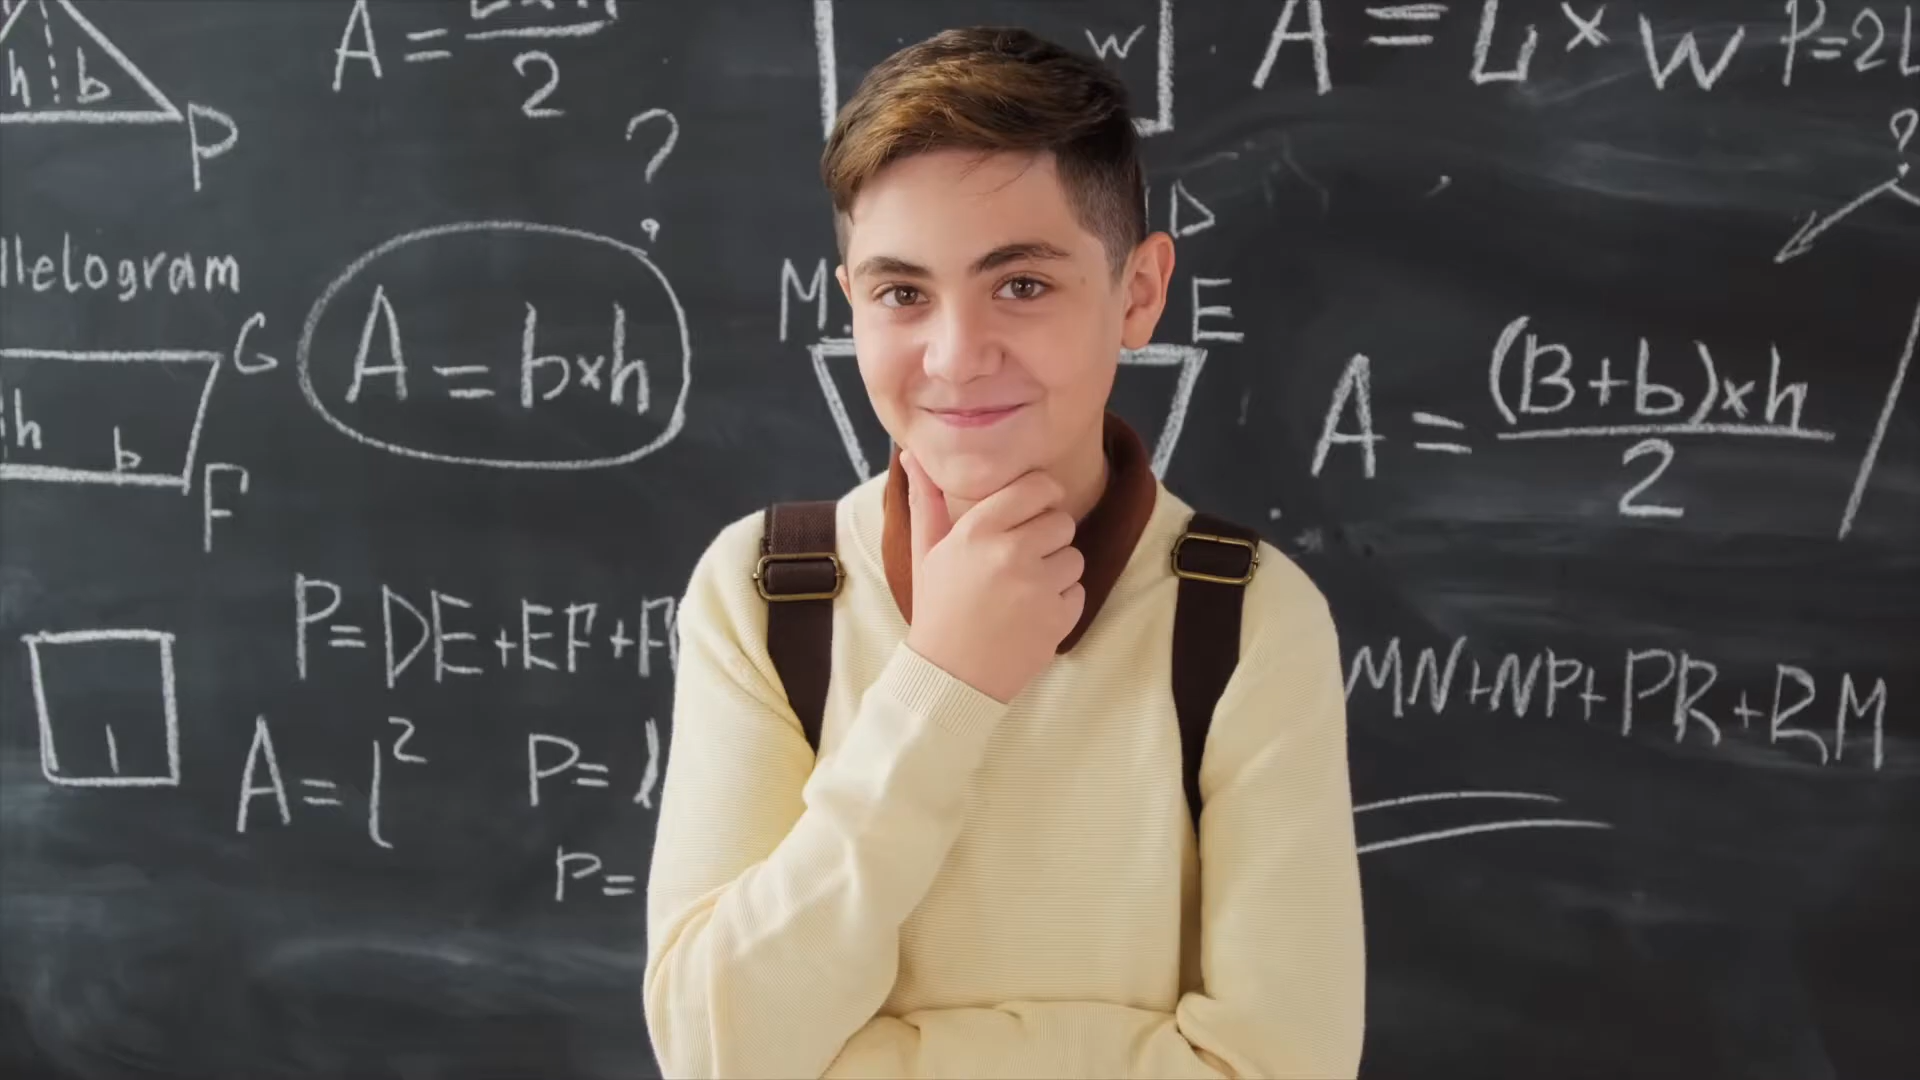 h b
P
A =
2
?
w
A = L × w
P=2L
?
llelogram
G
h b
F
A = b×h
D
M
E
A = (B+b)×h
2
P=DE+EF+F
l
A = l²
P=
P=
MN+NP+PR+RM